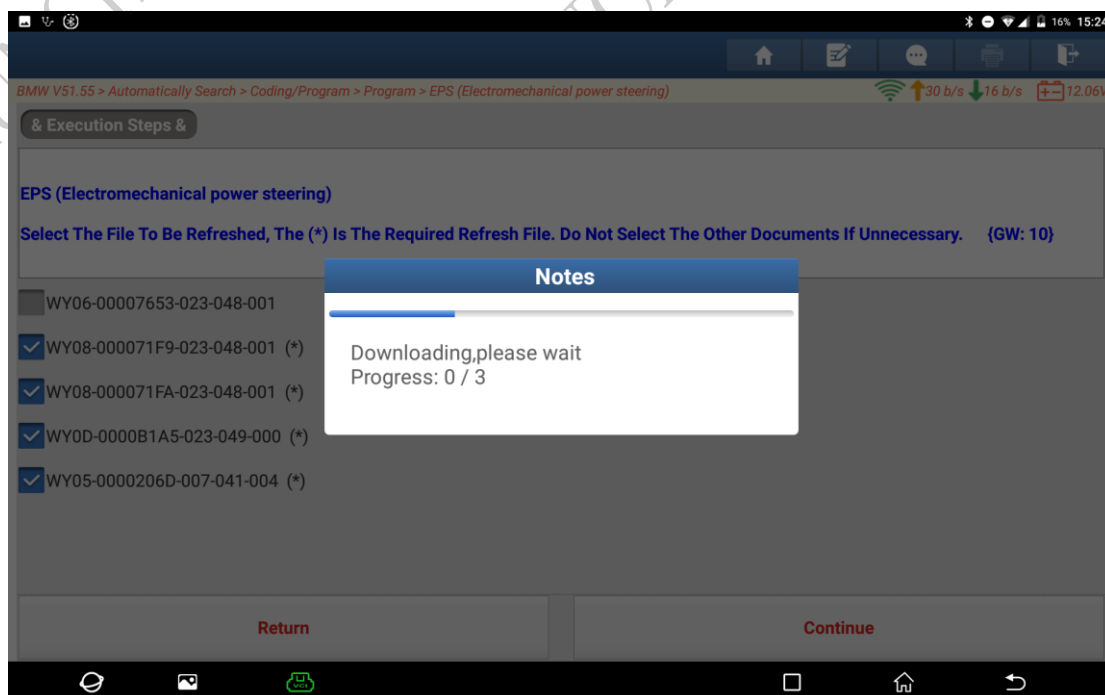 16% 15:24
BMW V51.55 > Automatically Search > Coding/Program > Program > EPS (Electromechanical power steering)
30 b/s 16 b/s 12.06V
& Execution Steps &
EPS (Electromechanical power steering)
Select The File To Be Refreshed, The (*) Is The Required Refresh File. Do Not Select The Other Documents If Unnecessary. {GW: 10}
Notes
Downloading,please wait
Progress: 0 / 3
WY06-00007653-023-048-001
WY08-000071F9-023-048-001 (*)
WY08-000071FA-023-048-001 (*)
WY0D-0000B1A5-023-049-000 (*)
WY05-0000206D-007-041-004 (*)
Return
Continue
VCI